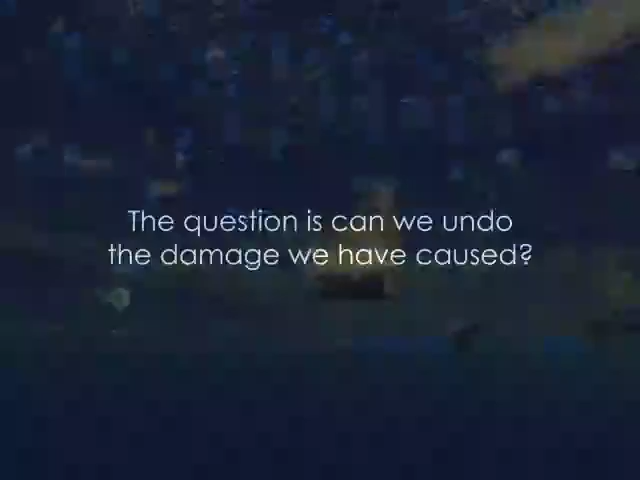 The question is can we undo
the damage we have caused?